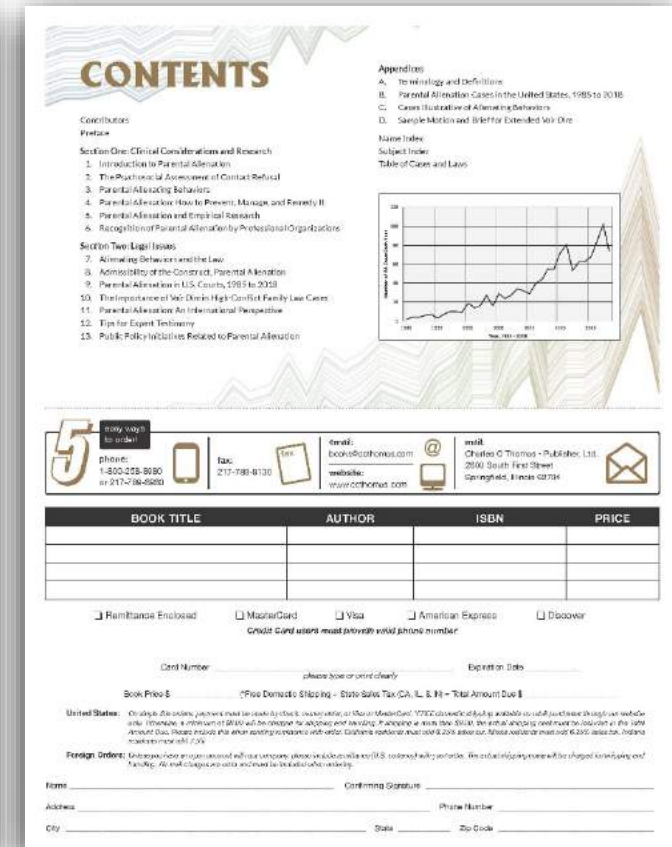 CONTENTS
Contributors
Preface
Section One: Clinical Considerations and Research
1. Introduction to Parental Alienation
2. The Psychosocial Assessment of Contact Refusal
3. Parental Alienating Behaviors
4. Parental Alienation: How to Prevent, Manage, and Remedy It
5. Parental Alienation and Empirical Research
6. Recognition of Parental Alienation by Professional Organizations
Section Two: Legal Issues
7. Alienating Behaviors and the Law
8. Admissibility of the Construct, Parental Alienation
9. Parental Alienation in U.S. Courts, 1985 to 2018
10. The Importance of Voir Dire in High-Conflict Family Law Cases
11. Parental Alienation: An International Perspective
12. Tips for Expert Testimony
13. Public Policy Initiatives Related to Parental Alienation
Appendices
A. Terminology and Definitions
B. Parental Alienation Cases in the United States, 1985 to 2018
C. Cases Illustrative of Alienating Behaviors
D. Sample Motion and Brief for Extended Voir Dire
Name Index
Subject Index
Table of Cases and Laws
5
easy ways
to order!
phone:
1-800-258-8980
or 217-789-8980
fax:
217-789-9130
fax
email:
books@ccthomas.com
website:
www.ccthomas.com
@
mail:
Charles C Thomas • Publisher, Ltd.
2600 South First Street
Springfield, Illinois 62704
BOOK TITLE AUTHOR ISBN PRICE
Remittance Enclosed MasterCard Visa American Express Discover
Credit Card users must provide valid phone number
Card Number Expiration Date
please type or print clearly
Book Price $ (*Free Domestic Shipping + State Sales Tax (CA, IL, & IN) = Total Amount Due $
United States:
Foreign Orders:
Name Confirming Signature
Address Phone Number
City State Zip Code